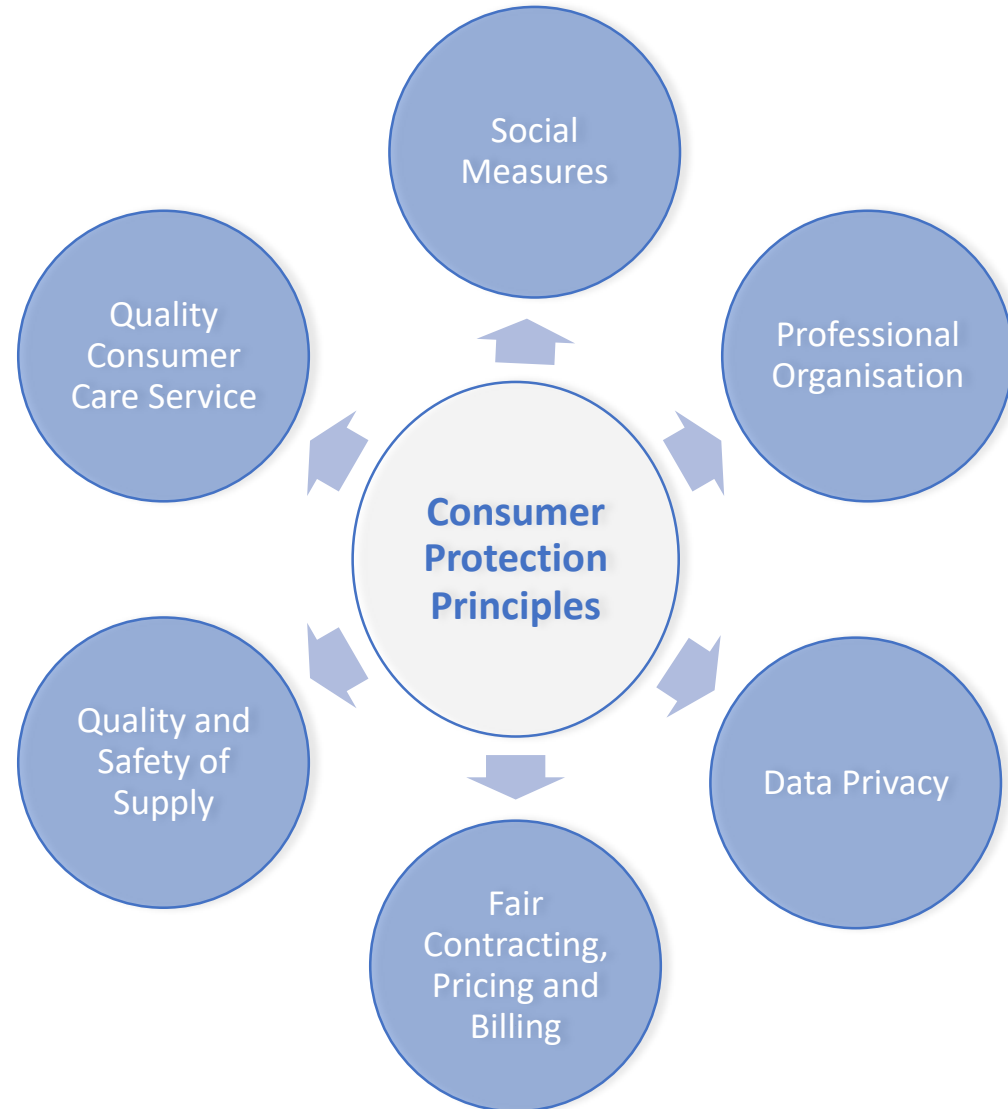 Social
Measures
Professional
Organisation
Data Privacy
Fair
Contracting,
Pricing and
Billing
Quality and
Safety of
Supply
Quality
Consumer
Care Service
Consumer
Protection
Principles